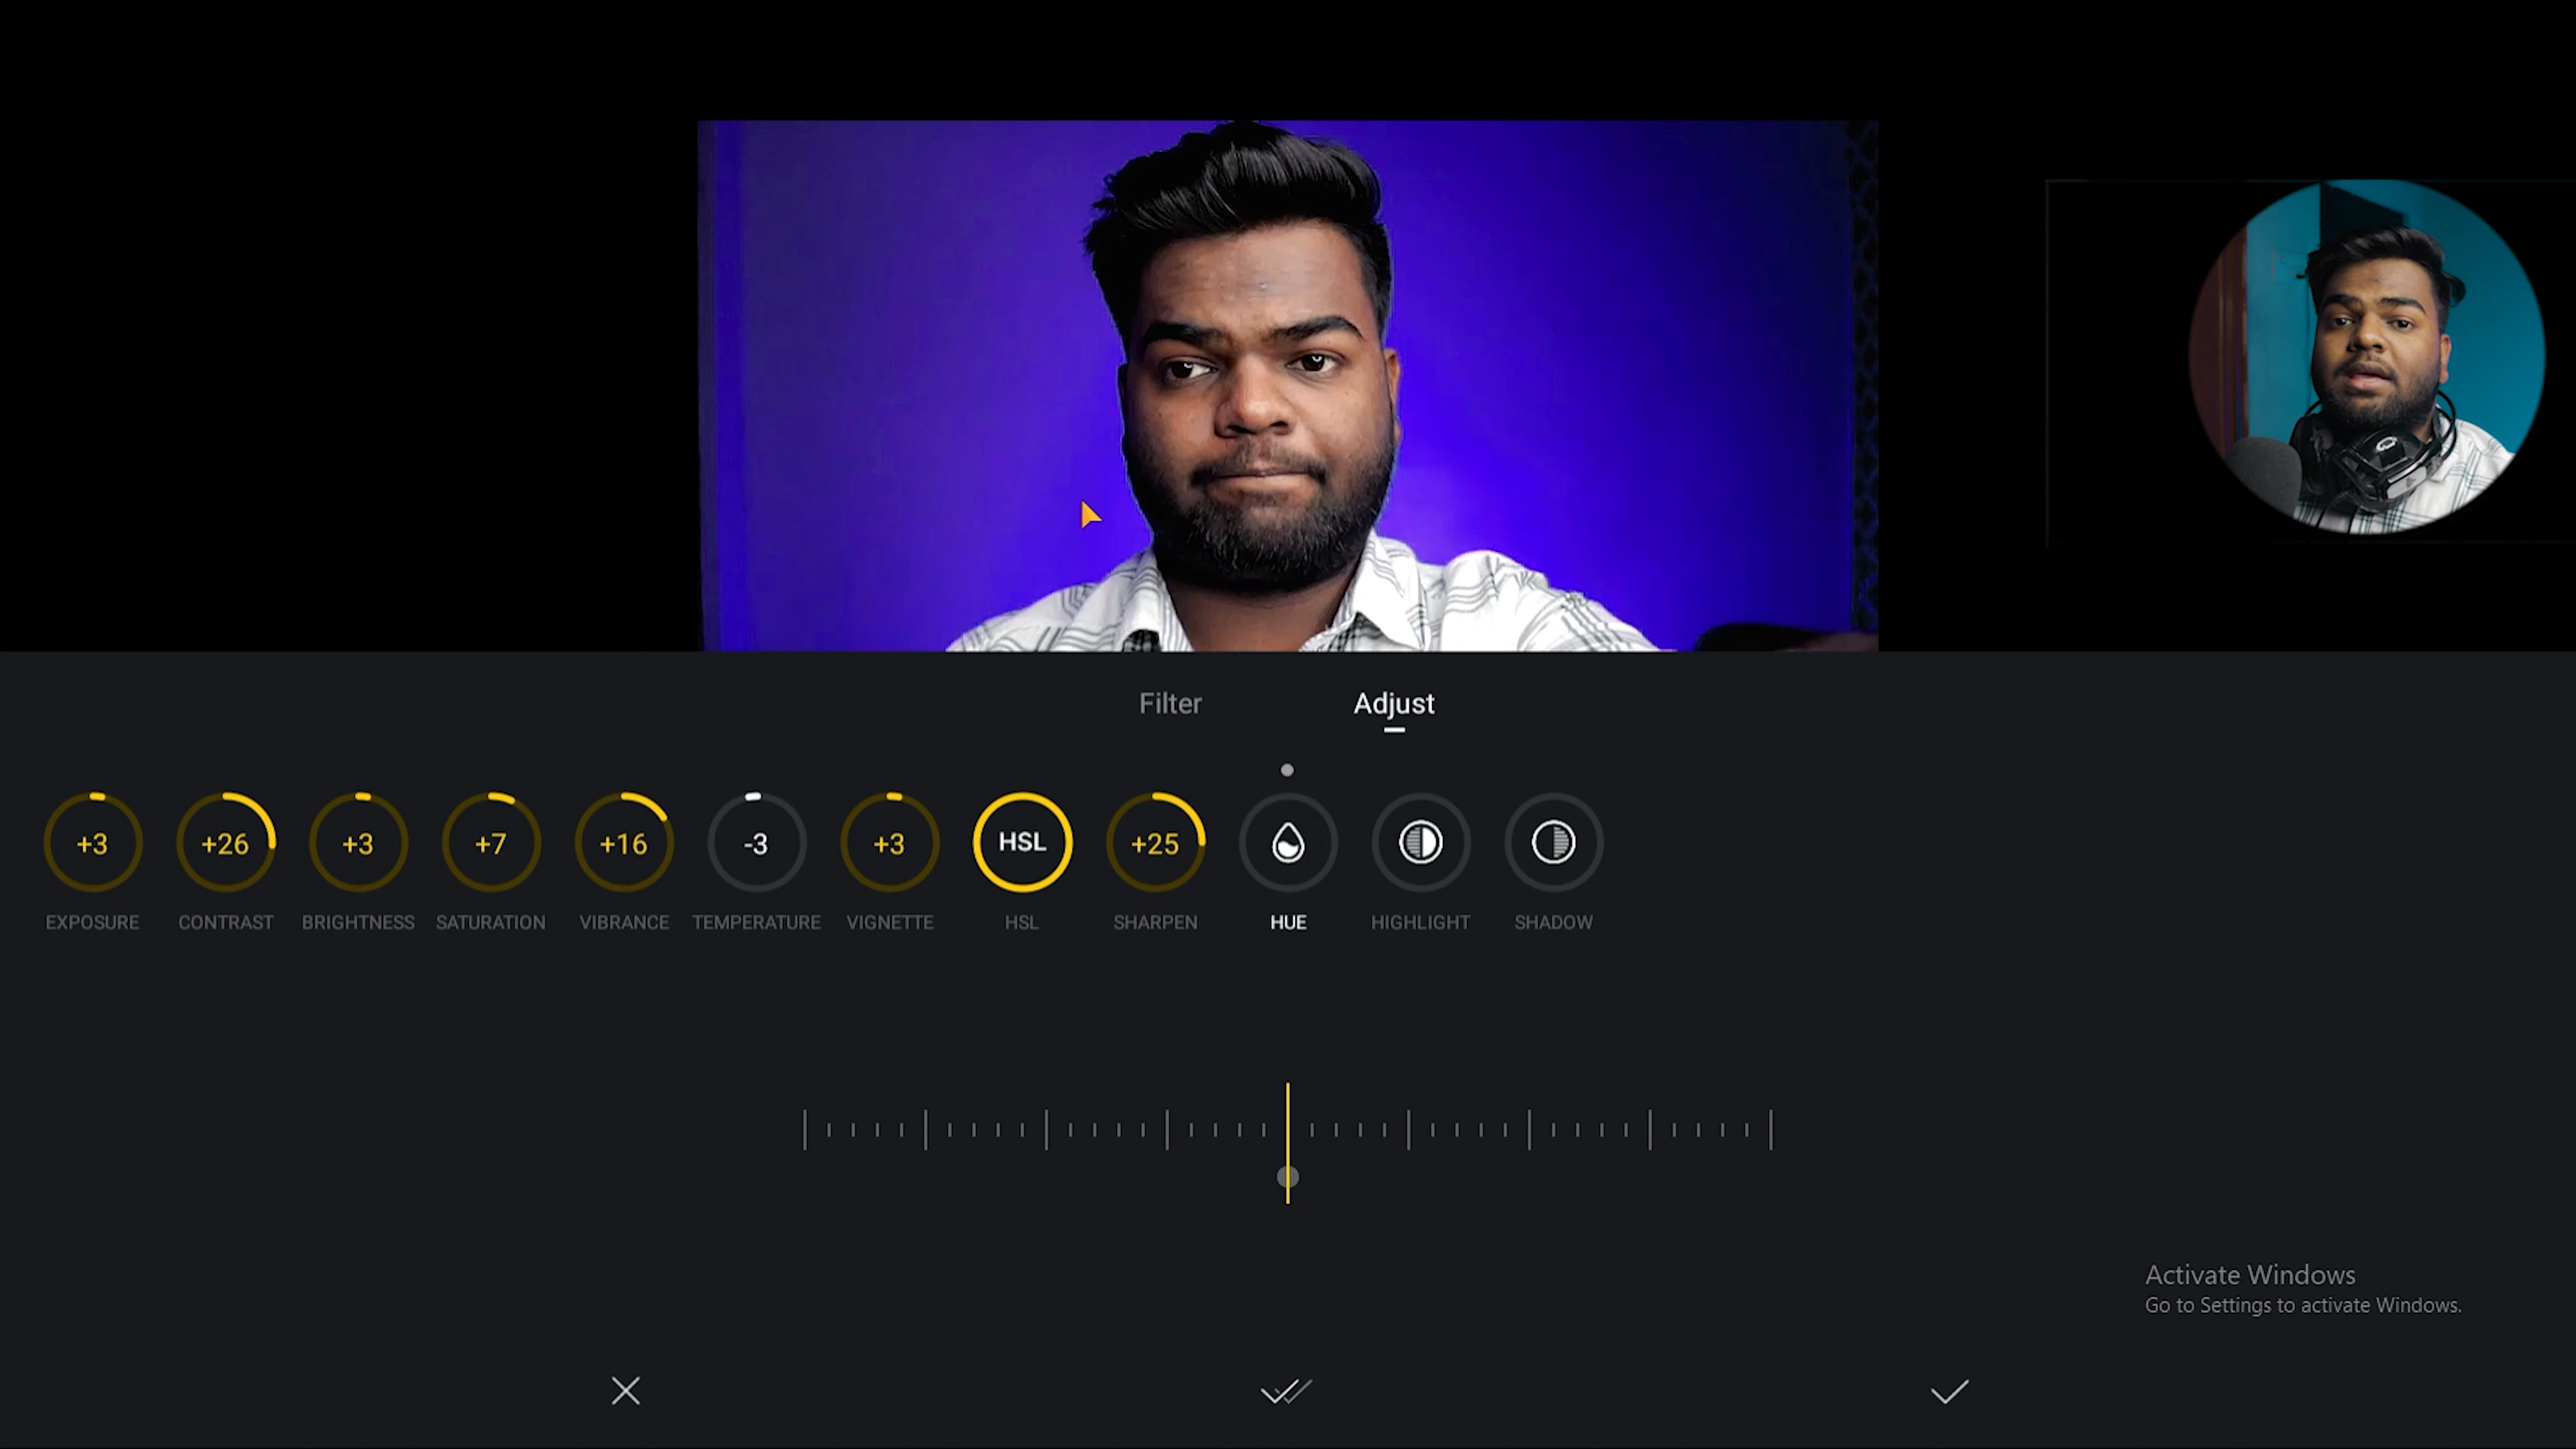 Filter Adjust
+3 +26 +3 +7 +16 -3 +3 HSL +25
EXPOSURE CONTRAST BRIGHTNESS SATURATION VIBRANCE TEMPERATURE VIGNETTE HSL SHARPEN HUE HIGHLIGHT SHADOW
Activate Windows
Go to Settings to activate Windows.